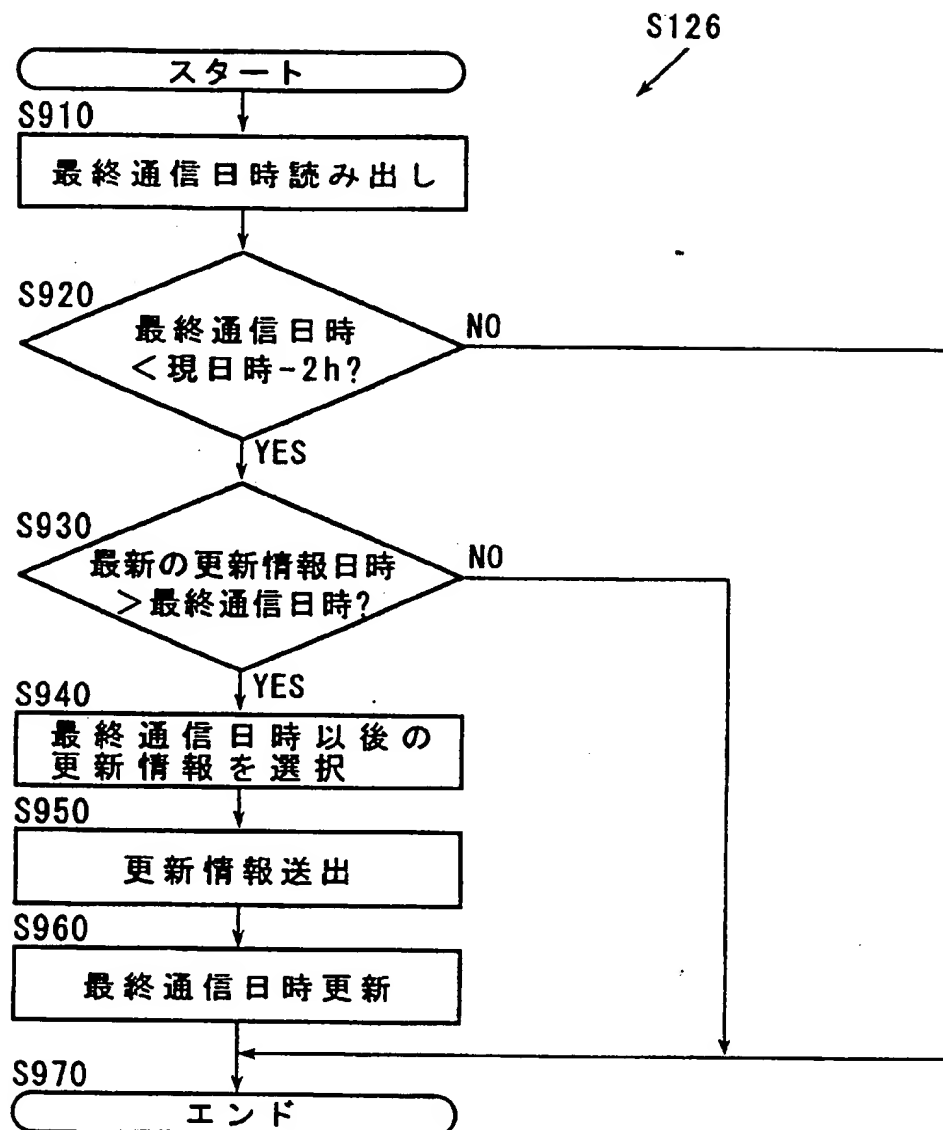 S126
スタート
S910
最終通信日時読み出し
S920
最終通信日時
<現日時-2h?
NO
YES
S930
最新の更新情報日時
>最終通信日時?
NO
YES
S940
最終通信日時以後の
更新情報を選択
S950
更新情報送出
S960
最終通信日時更新
S970
エンド